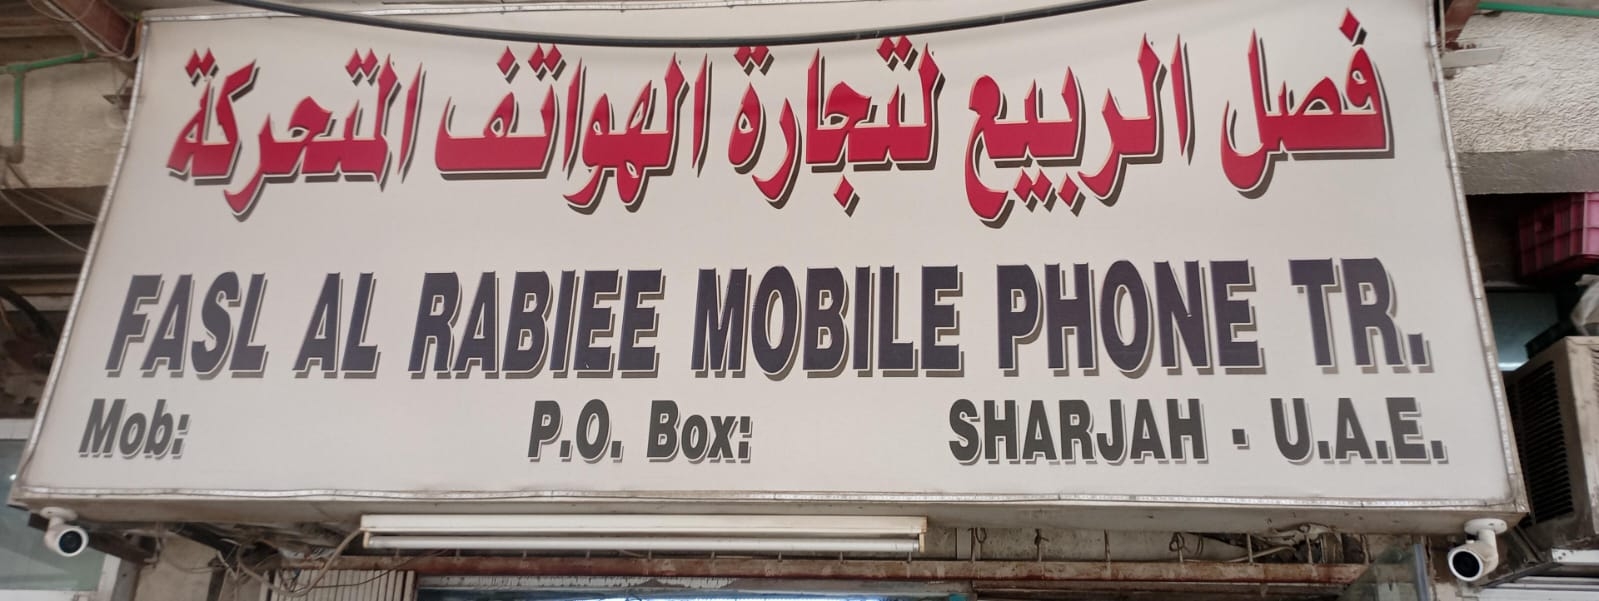 فصل الربيع لتجارة الهواتف المتحركة
FASL AL RABIEE MOBILE PHONE TR.
Mob: P.O. Box: SHARJAH - U.A.E.